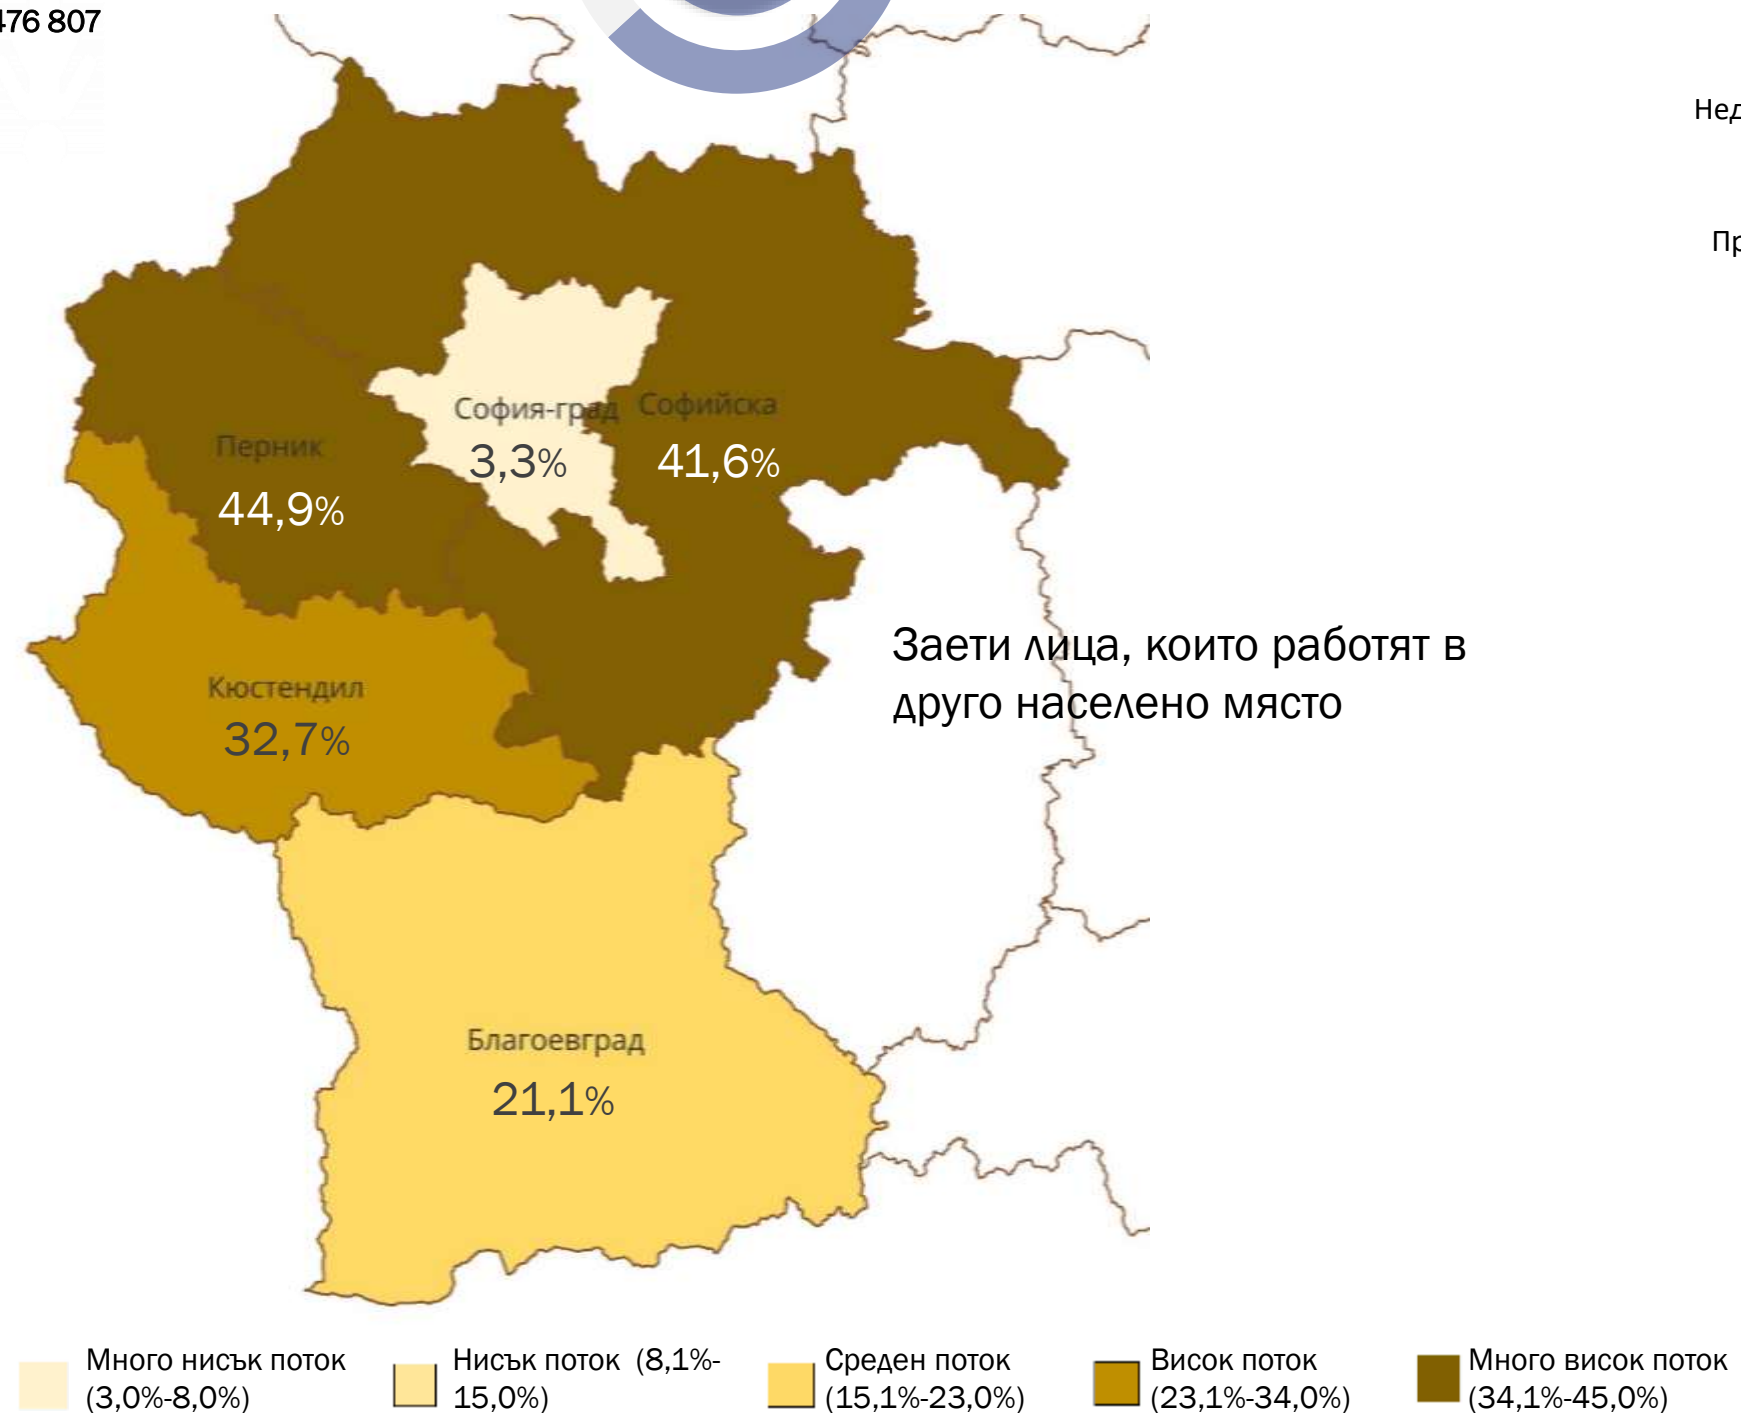 476 807
Нед
Пр
София-град
Софийска
3,3%
41,6%
Перник
44,9%
Заети лица, които работят в
друго населено място
Кюстендил
32,7%
Благоевград
21,1%
Много нисък поток
(3,0%-8,0%)
Нисък поток (8,1%-
15,0%)
Среден поток
(15,1%-23,0%)
Висок поток
(23,1%-34,0%)
Много висок поток
(34,1%-45,0%)